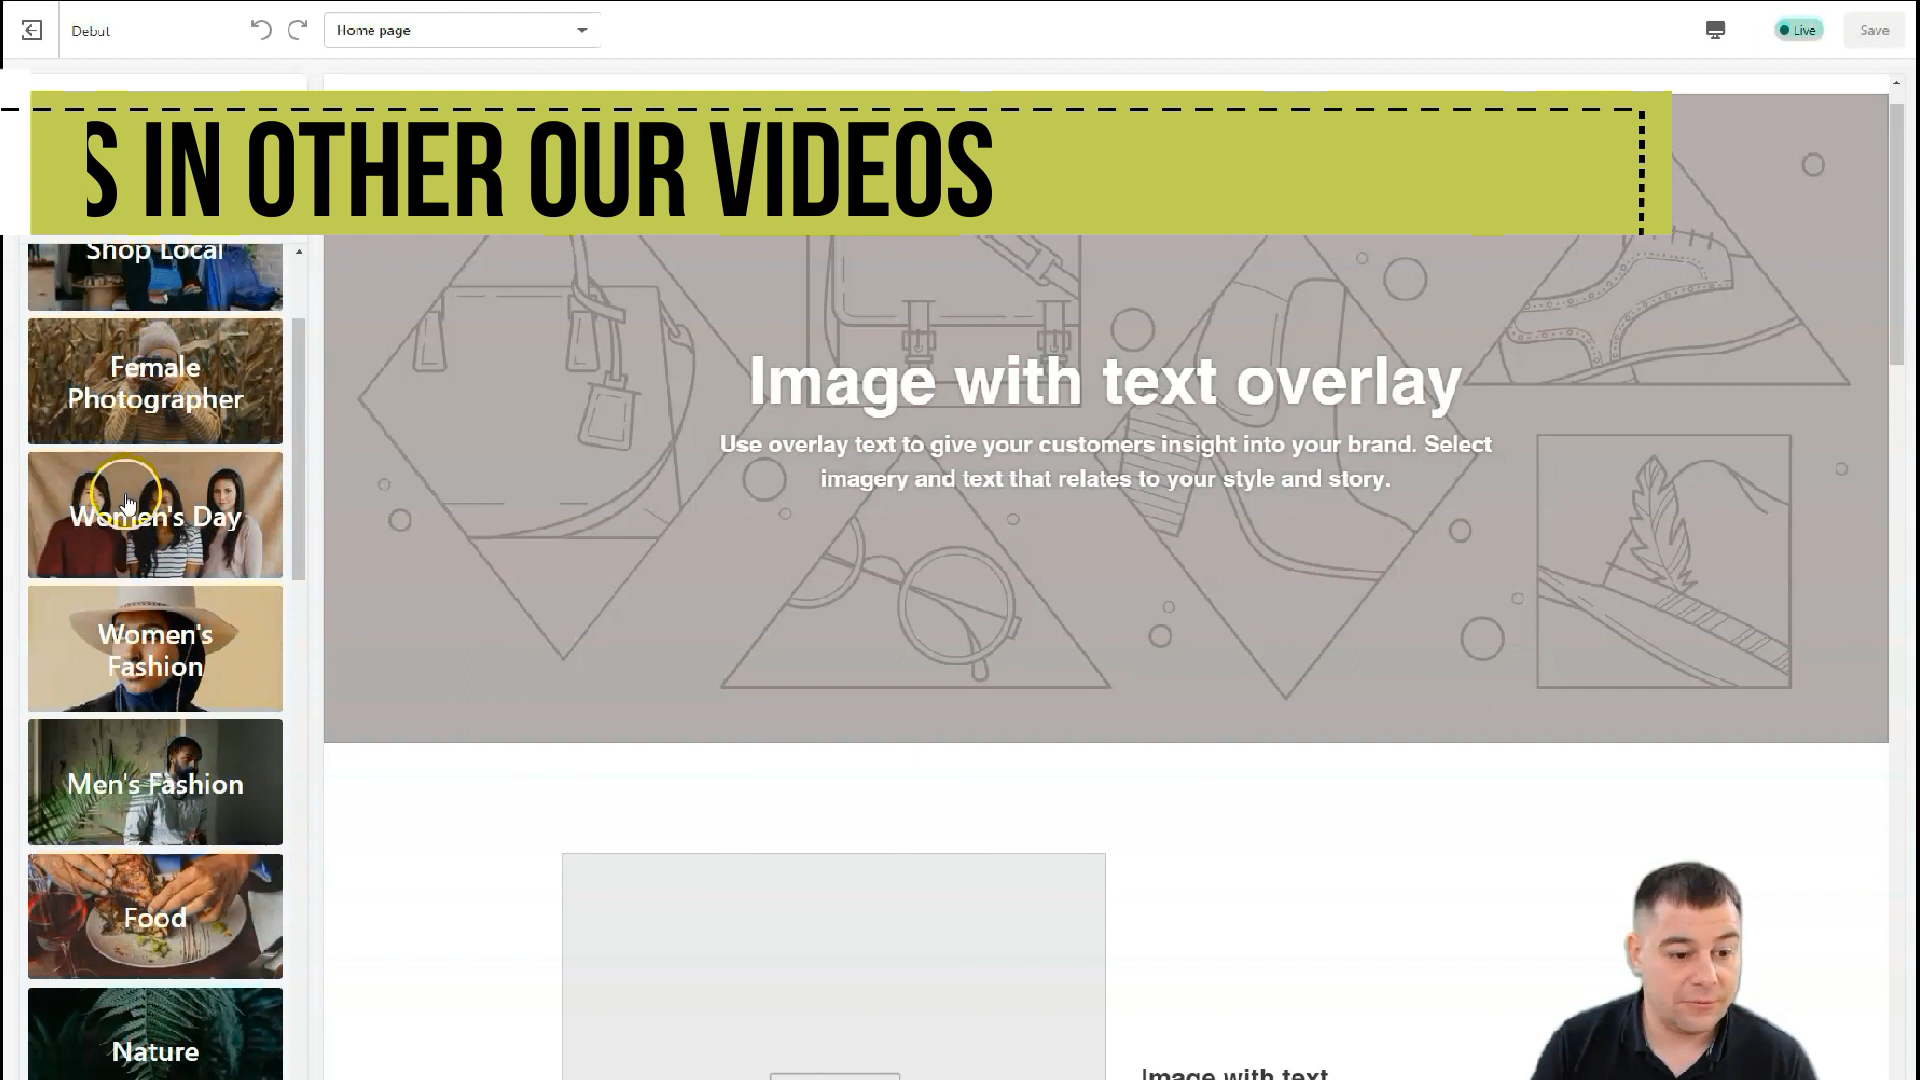 Debut
Home page
Live
Save
S IN OTHER OUR VIDEOS
Shop Local
Female
Photographer
Women's Day
Women's
Fashion
Men's Fashion
Food
Nature
Image with text overlay
Use overlay text to give your customers insight into your brand. Select
imagery and text that relates to your style and story.
Image with text